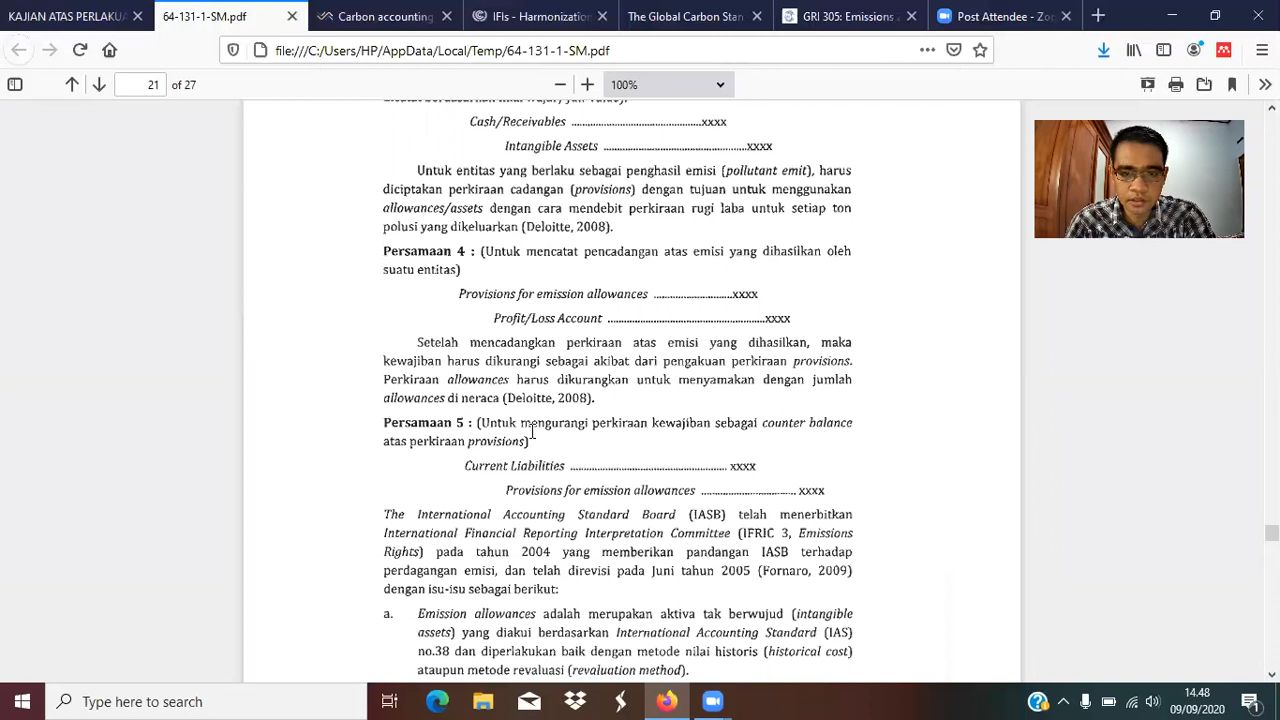 KAJIAN ATAS PERLAKUA
64-131-1-SM.pdf
Carbon accounting
IFIs - Harmonization
The Global Carbon
GRI 305: Emissions
Post Attendee - Zoo
file:///C:/Users/HP/AppData/Local/Temp/64-131-1-SM.pdf
21 of 27
100%
Cash/Receivables ................................................xxxx
Intangible Assets ....................................................xxxx
Untuk entitas yang berlaku sebagai penghasil emisi (pollutant emit), harus
diciptakan perkiraan cadangan (provisions) dengan tujuan untuk menggunakan
allowances/assets dengan cara mendebit perkiraan rugi laba untuk setiap ton
polusi yang dikeluarkan (Deloitte, 2008).
Persamaan 4 : (Untuk mencatat pencadangan atas emisi yang dihasilkan oleh
suatu entitas)
Provisions for emission allowances .............................xxxx
Profit/Loss Account ..........................................................xxxx
Setelah mencadangkan perkiraan atas emisi yang dihasilkan, maka
kewajiban harus dikurangi sebagai akibat dari pengakuan perkiraan provisions.
Perkiraan allowances harus dikurangkan untuk menyamakan dengan jumlah
allowances di neraca (Deloitte, 2008).
Persamaan 5 : (Untuk mengurangi perkiraan kewajiban sebagai counter balance
atas perkiraan provisions)
Current Liabilities .......................................................... xxxx
Provisions for emission allowances ................................... xxxx
The International Accounting Standard Board (IASB) telah menerbitkan
International Financial Reporting Interpretation Committee (IFRIC 3, Emissions
Rights) pada tahun 2004 yang memberikan pandangan IASB terhadap
perdagangan emisi, dan telah direvisi pada Juni tahun 2005 (Fornaro, 2009)
dengan isu-isu sebagai berikut:
a. Emission allowances adalah merupakan aktiva tak berwujud (intangible
assets) yang diakui berdasarkan International Accounting Standard (IAS)
no.38 dan diperlakukan baik dengan metode nilai historis (historical cost)
ataupun metode revaluasi (revaluation method).
Type here to search
14.48
09/09/2020